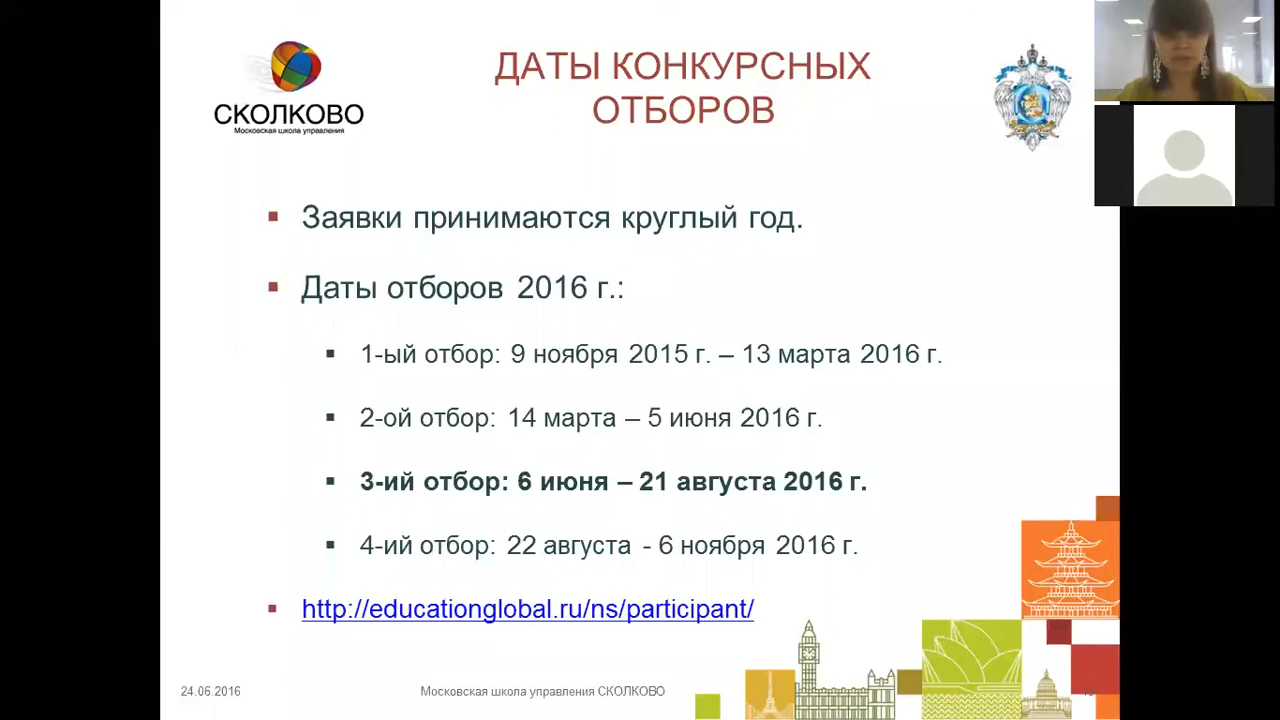 СКОЛКОВО
Московская школа управления
ДАТЫ КОНКУРСНЫХ
ОТБОРОВ
Заявки принимаются круглый год.
Даты отборов 2016 г.:
1-ый отбор: 9 ноября 2015 г. – 13 марта 2016 г.
2-ой отбор: 14 марта – 5 июня 2016 г.
3-ий отбор: 6 июня – 21 августа 2016 г.
4-ий отбор: 22 августа - 6 ноября 2016 г.
http://educationglobal.ru/ns/participant/
24.06.2016
Московская школа управления СКОЛКОВО